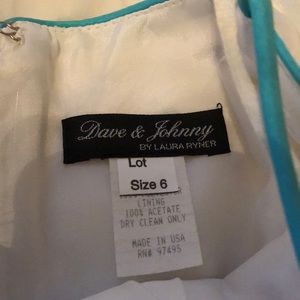 Dave & Johnny
BY LAURA RYNER
Lot
Size 6
LINING
100% ACETATE
DRY CLEAN ONLY
MADE IN USA
RN# 97495